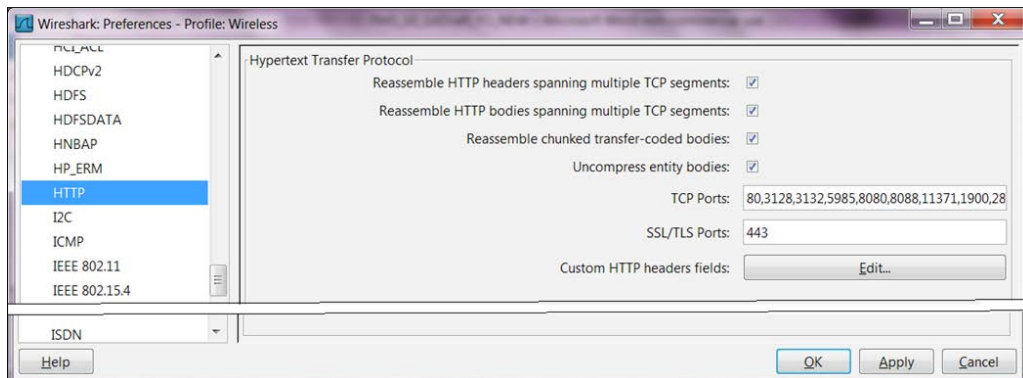 Wireshark: Preferences - Profile: Wireless
HCI_ACL
HDCPv2
HDFS
HDFSDATA
HNBAP
HP_ERM
HTTP
I2C
ICMP
IEEE 802.11
IEEE 802.15.4
ISDN
Hypertext Transfer Protocol
Reassemble HTTP headers spanning multiple TCP segments:
Reassemble HTTP bodies spanning multiple TCP segments:
Reassemble chunked transfer-coded bodies:
Uncompress entity bodies:
TCP Ports: 80,3128,3132,5985,8080,8088,11371,1900,28
SSL/TLS Ports: 443
Custom HTTP headers fields: Edit...
Help
OK
Apply
Cancel